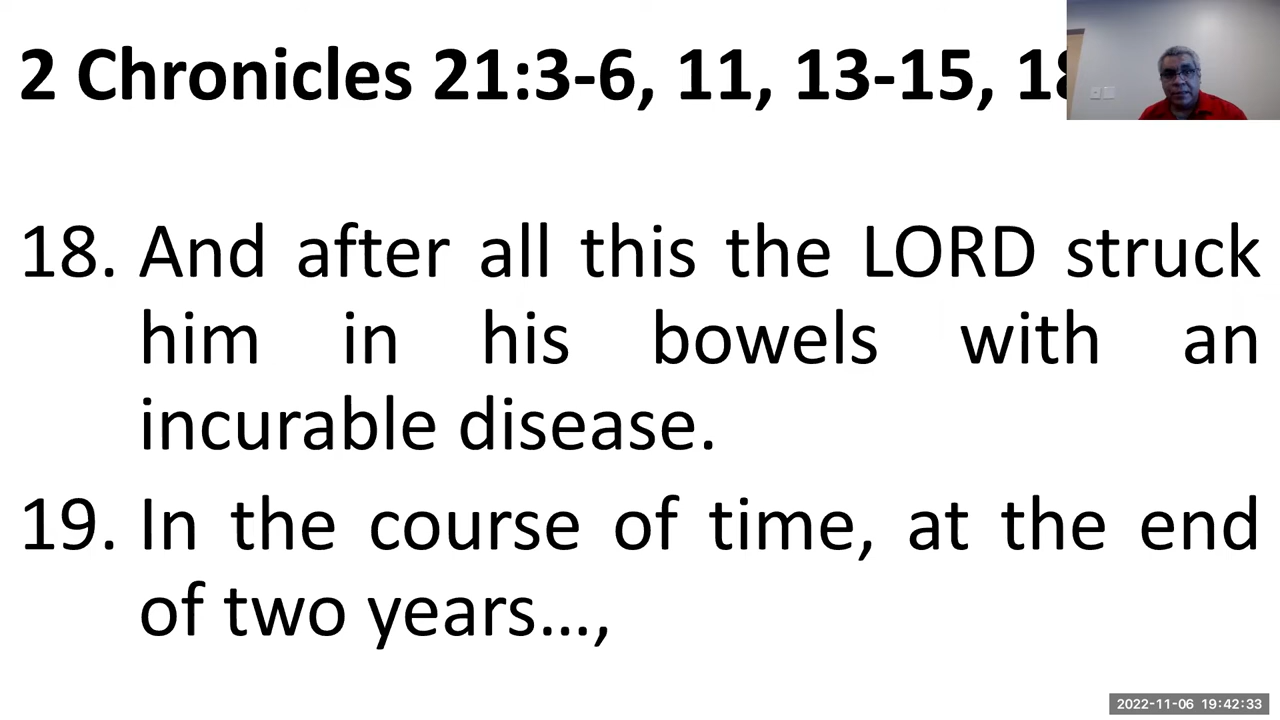 2 Chronicles 21:3-6, 11, 13-15, 18
18. And after all this the LORD struck
him in his bowels with an
incurable disease.
19. In the course of time, at the end
of two years…,
2022-11-06 19:42:33